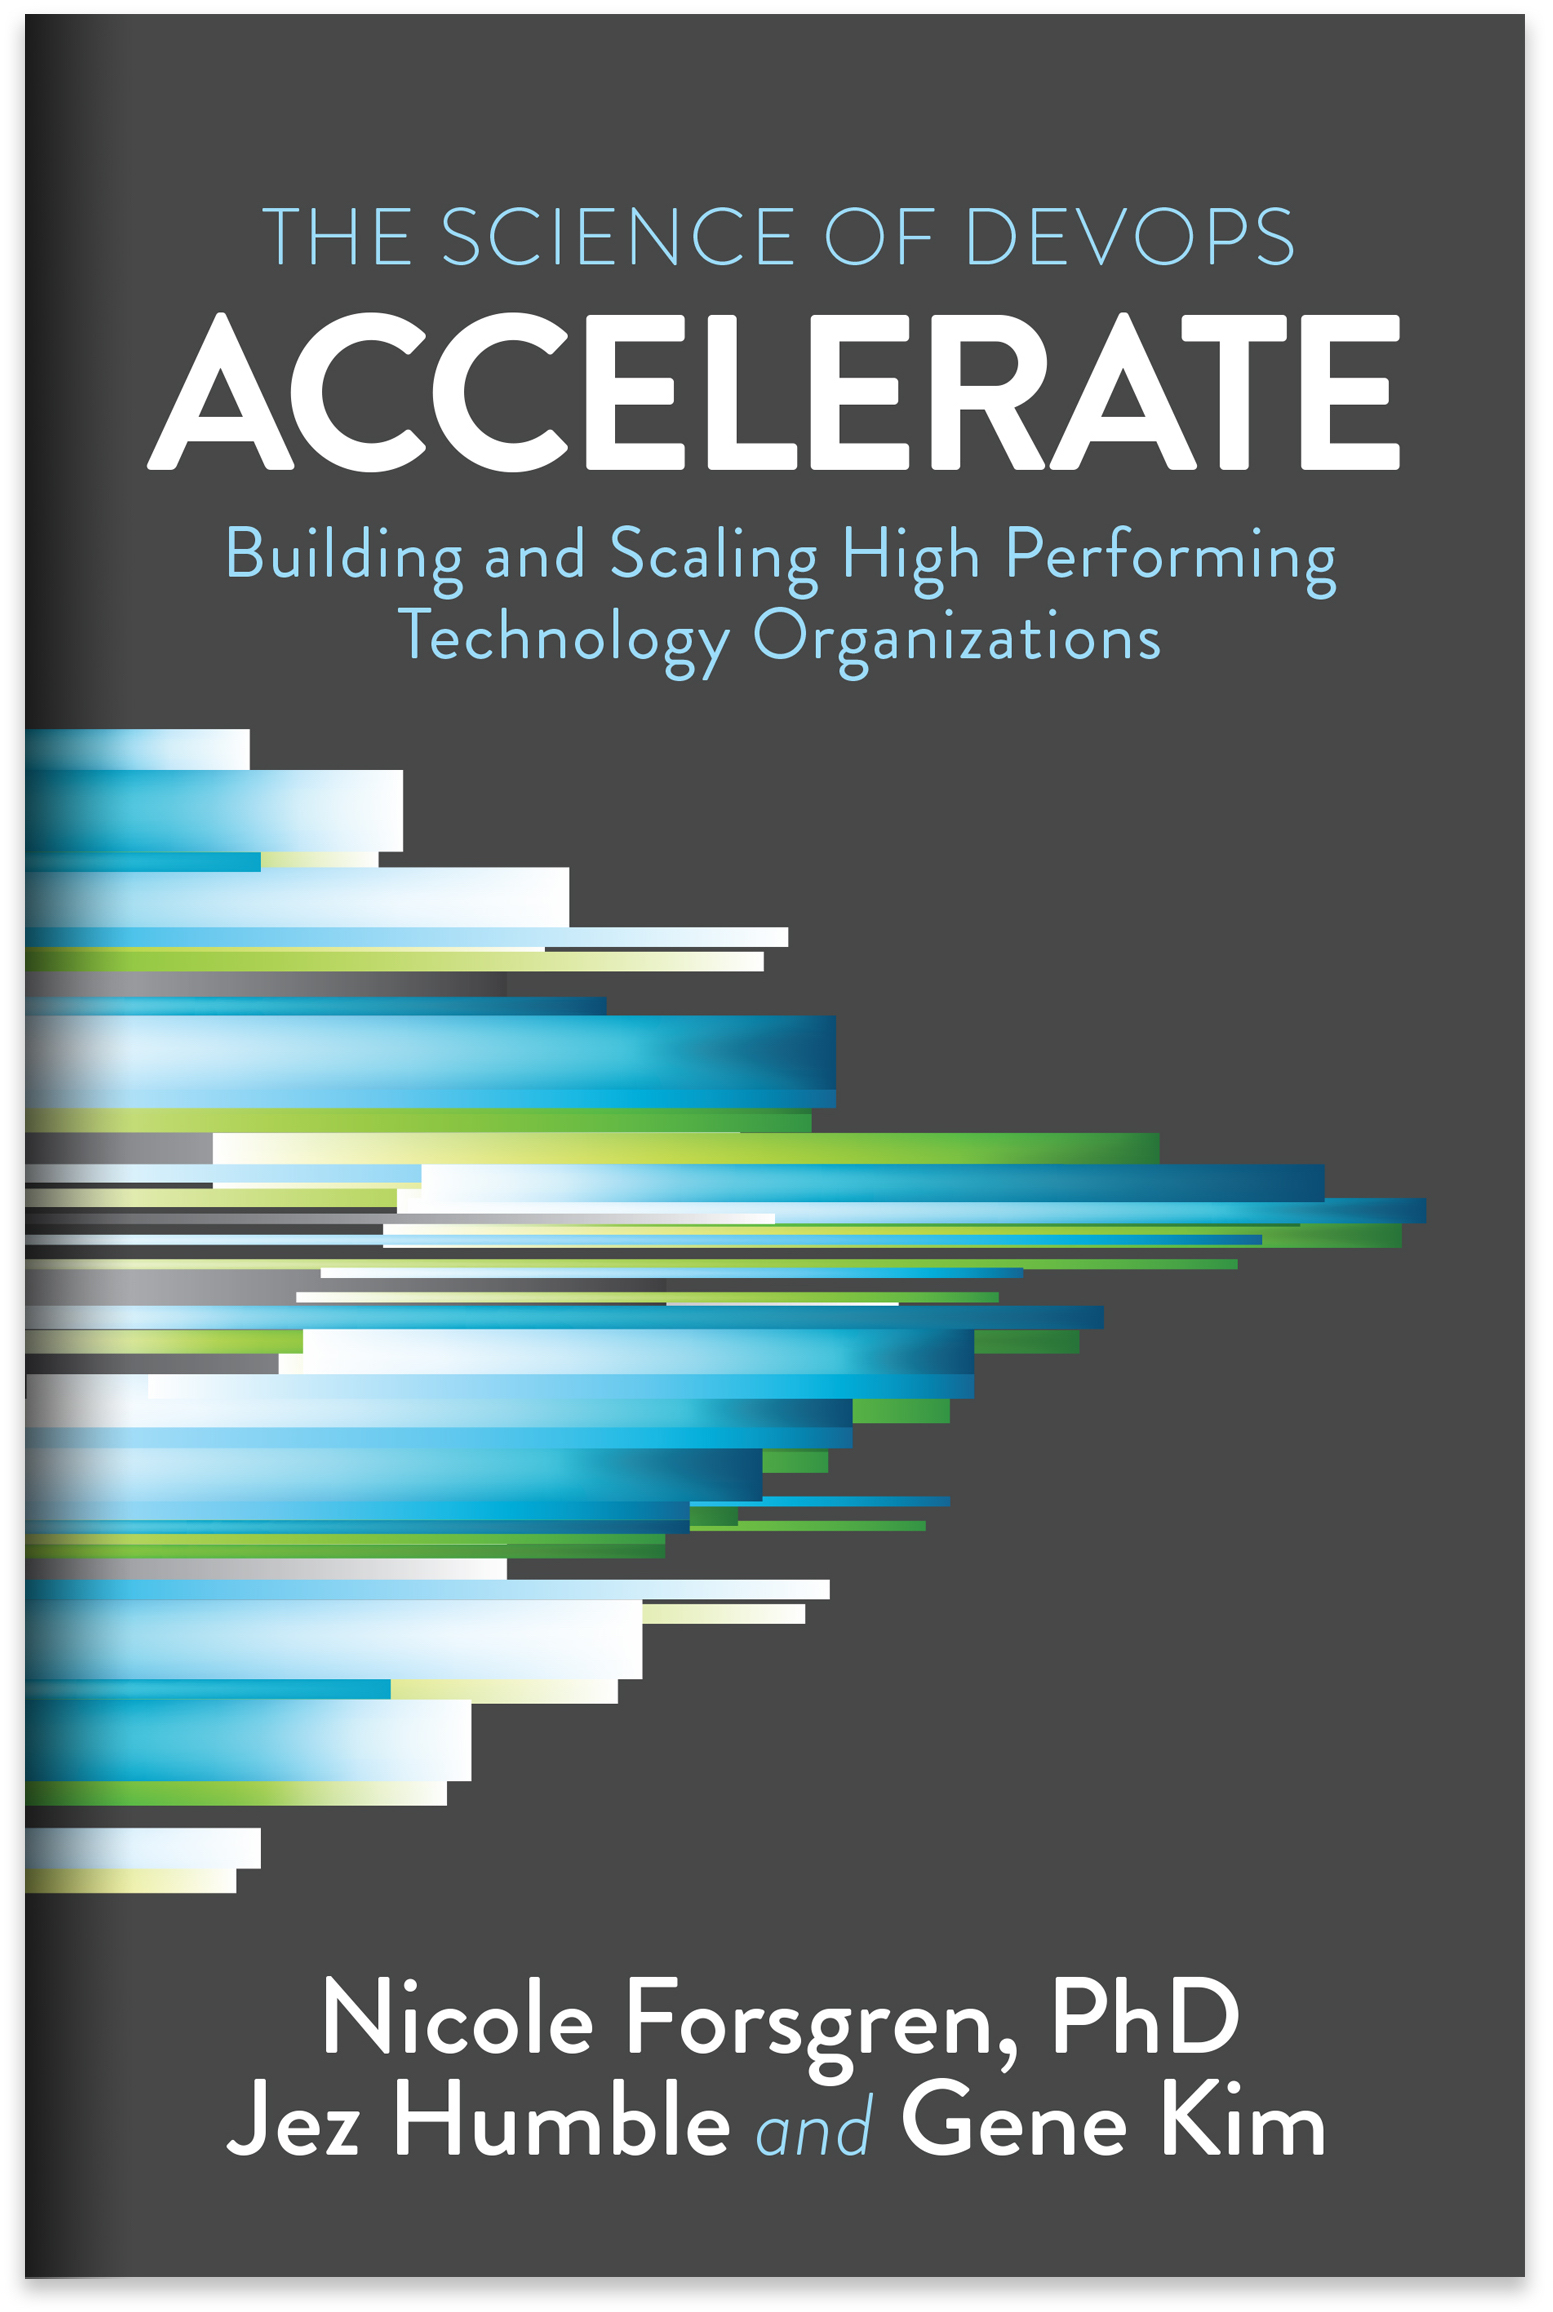 THE SCIENCE OF DEVOPS
ACCELERATE
Building and Scaling High Performing
Technology Organizations
Nicole Forsgren, PhD
Jez Humble and Gene Kim